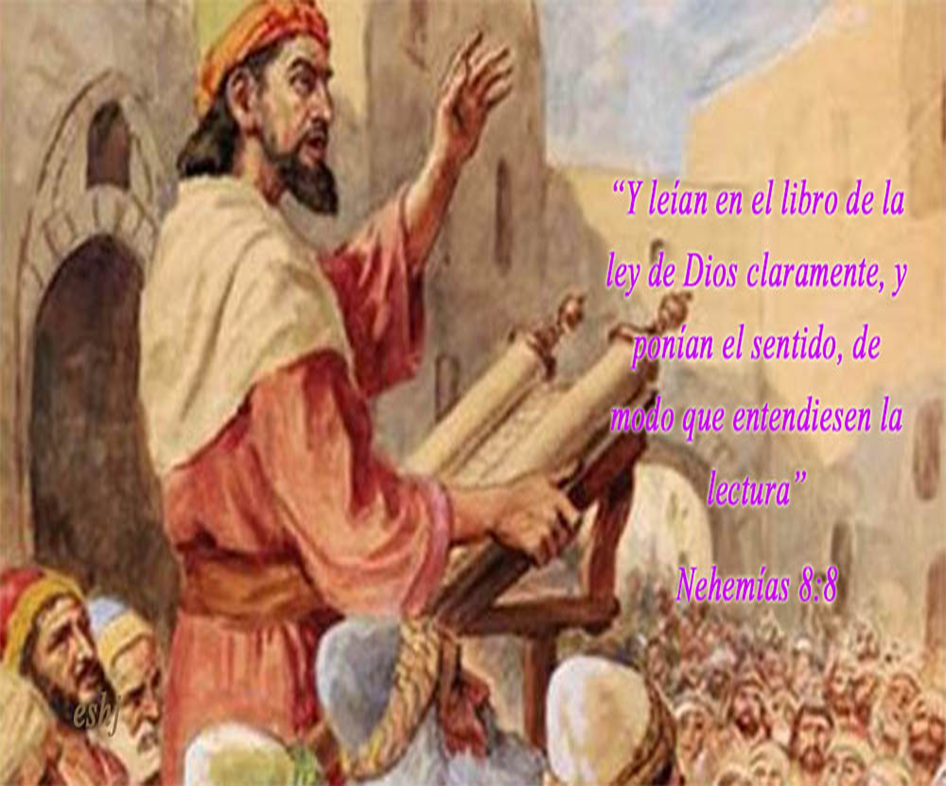 “Y leían en el libro de la
ley de Dios claramente, y
ponían el sentido, de
modo que entendiesen la
lectura”
Nehemías 8:8
eshj